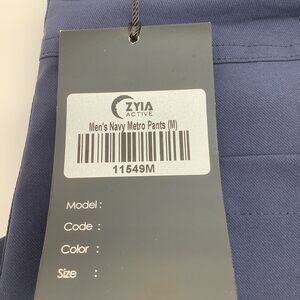 ZYIA
ACTIVE
Men's Navy Metro Pants (M)
11549M
Model :
Code :
Color :
Size :